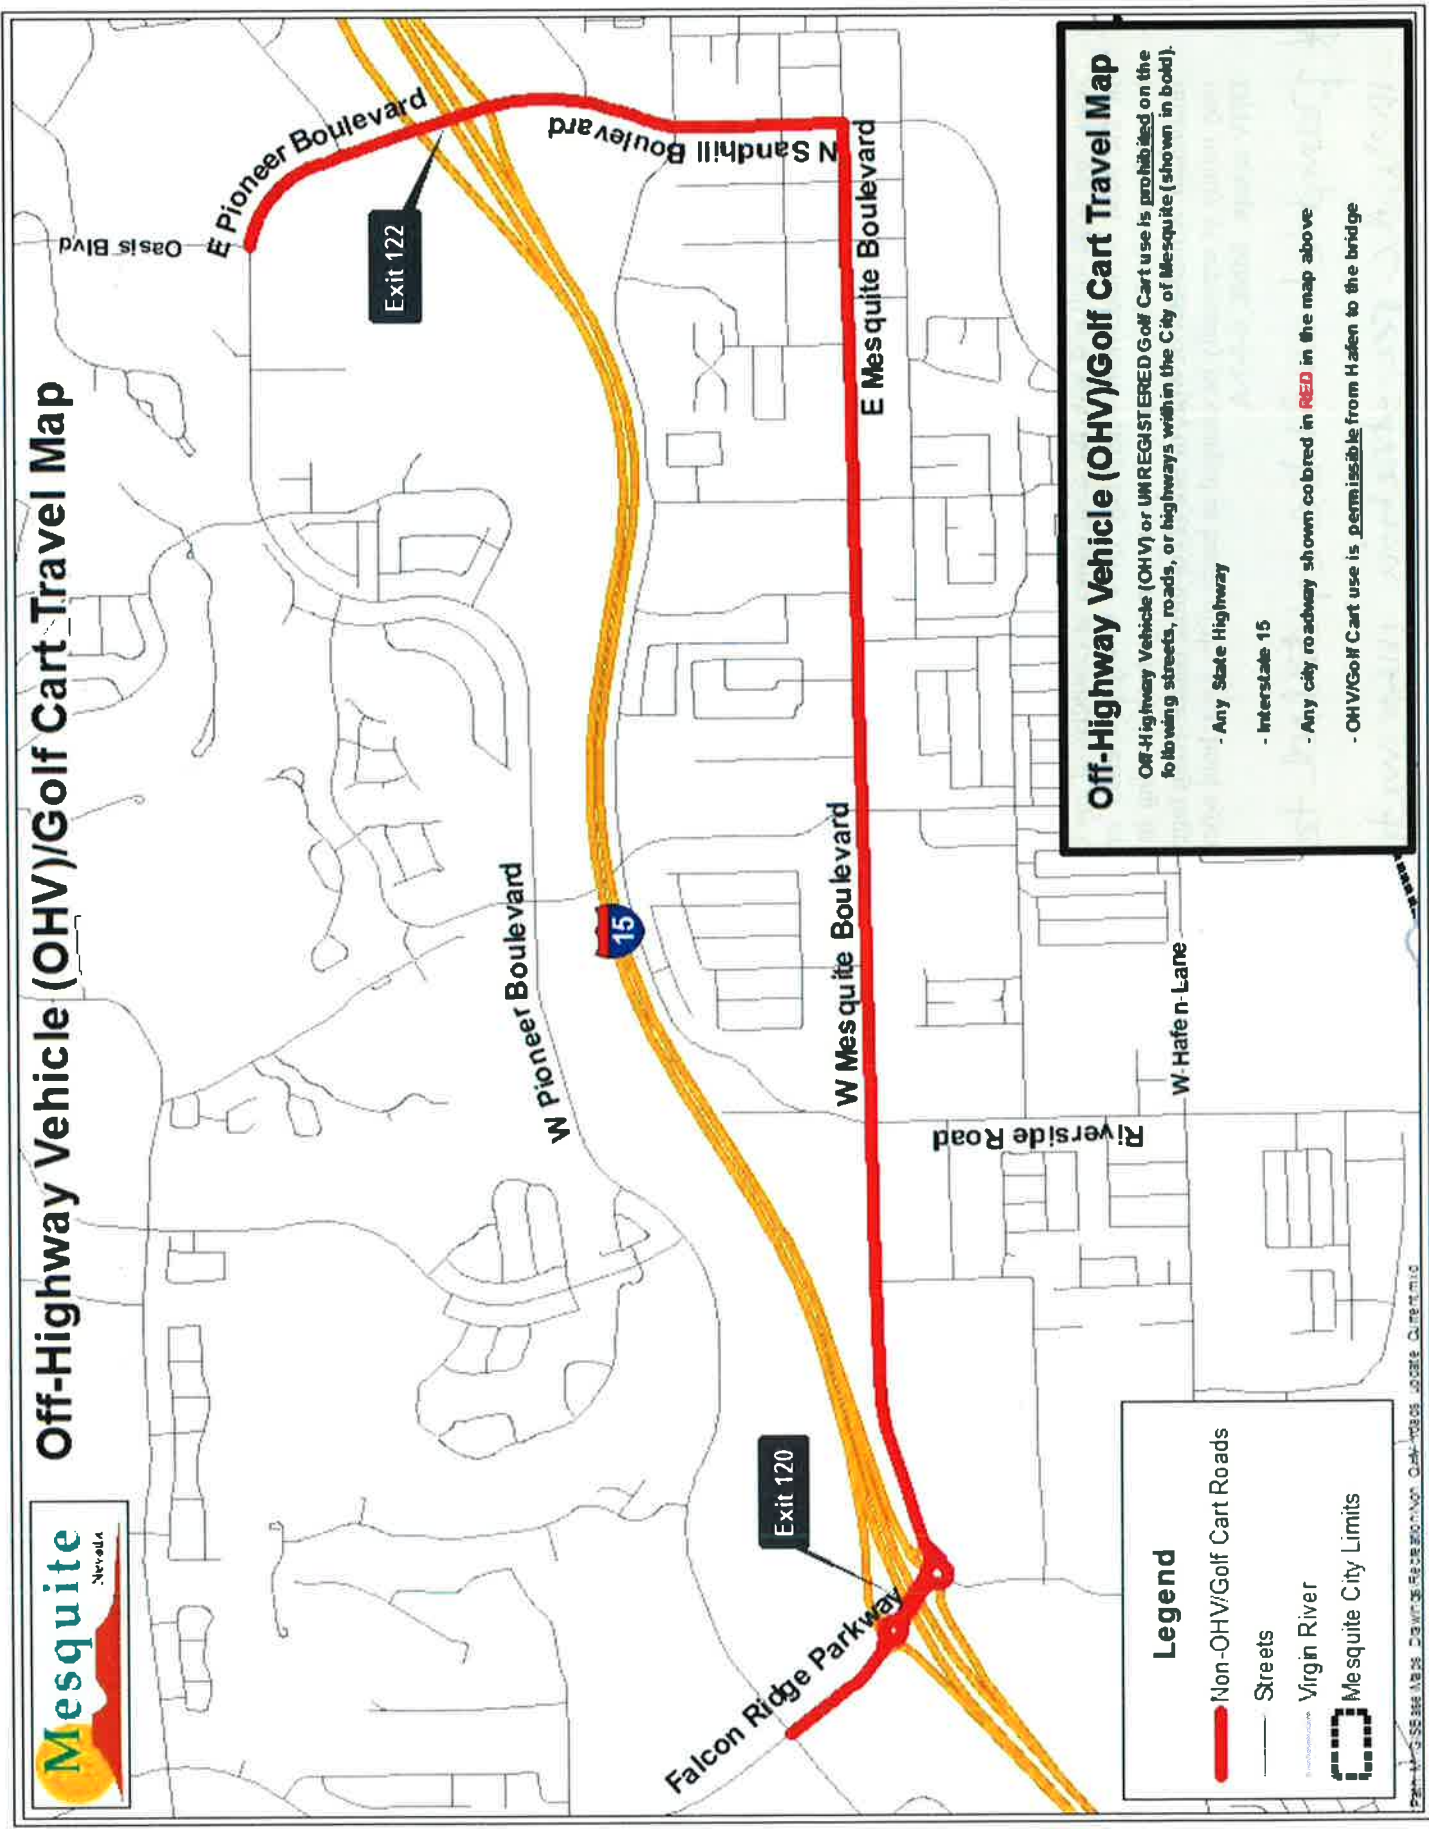 Mesquite
Nevada
Off-Highway Vehicle (OHV)/Golf Cart Travel Map
Oasis Blvd
E Pioneer Boulevard
Exit 122
N Sandhill Boulevard
E Mesquite Boulevard
W Pioneer Boulevard
15
W Mesquite Boulevard
Riverside Road
W Hafen Lane
Exit 120
Falcon Ridge Parkway
Legend
Non-OHV/Golf Cart Roads
Streets
Virgin River
Mesquite City Limits
Off-Highway Vehicle (OHV)/Golf Cart Travel Map
Off-Highway Vehicle (OHV) or UNREGISTERED Golf Cart use is prohibited on the
following streets, roads, or highways within the City of Mesquite (shown in bold).
- Any State Highway
- Interstate 15
- Any city roadway shown colored in RED in the map above
- OHV/Golf Cart use is permissible from Hafen to the bridge